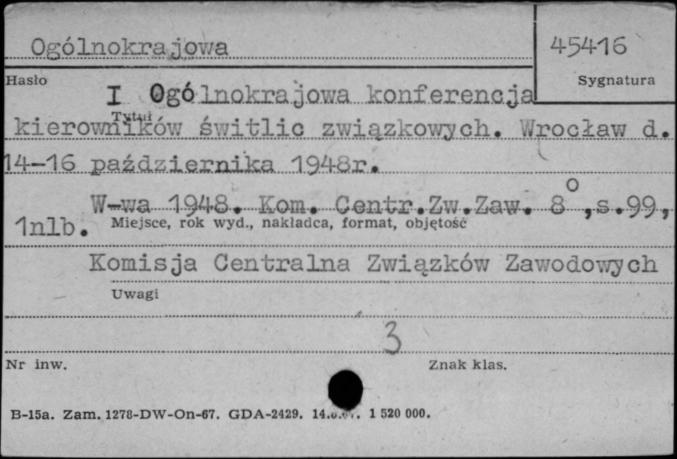 Ogólnokrajowa
45416
Hasło
Sygnatura
I Ogólnokrajowa konferencja
Tytuł
kierowników świtlic związkowych. Wrocław d.
14-16 października 1948r.
W-wa 1948. Kom. Centr.Zw.Zaw. 8°,s.99,
1nlb.
Miejsce, rok wyd., nakładca, format, objętość
Komisja Centralna Związków Zawodowych
Uwagi
3
Nr inw.
Znak klas.
B-15a. Zam. 1278-DW-On-67. GDA-2429. 1 520 000.